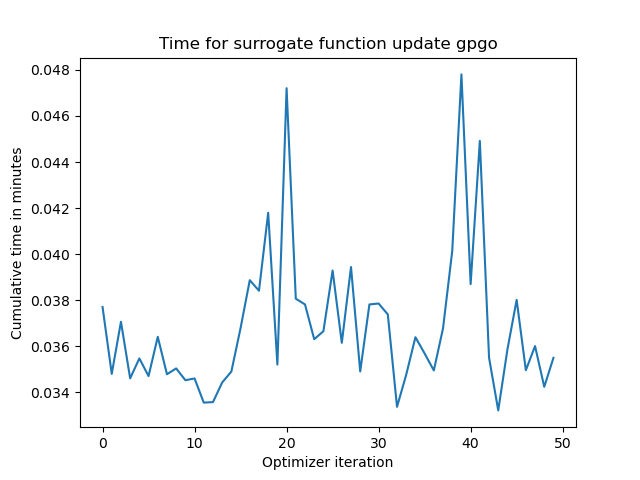 Time for surrogate function update gpgo
Cumulative time in minutes
0.048
0.046
0.044
0.042
0.040
0.038
0.036
0.034
0 10 20 30 40 50
Optimizer iteration